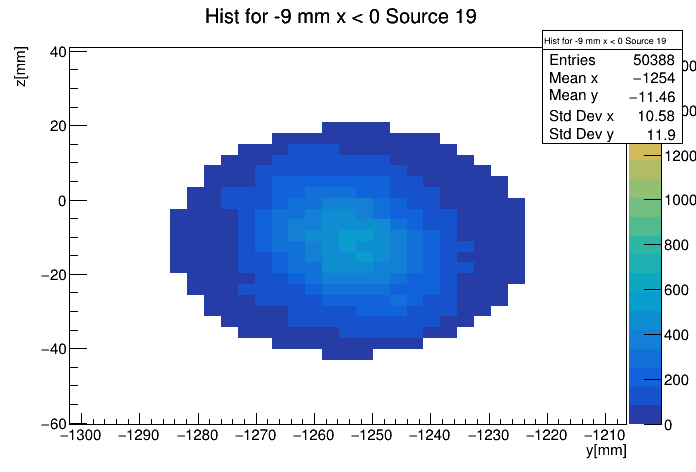 Hist for -9 mm x < 0 Source 19
Hist for -9 mm x < 0 Source 19
Entries 50388
Mean x −1254
Mean y −11.46
Std Dev x 10.58
Std Dev y 11.9
z[mm]
40
20
0
−20
−40
−60
−1300 −1290 −1280 −1270 −1260 −1250 −1240 −1230 −1220 −1210
y[mm]
1200
1000
800
600
400
200
0